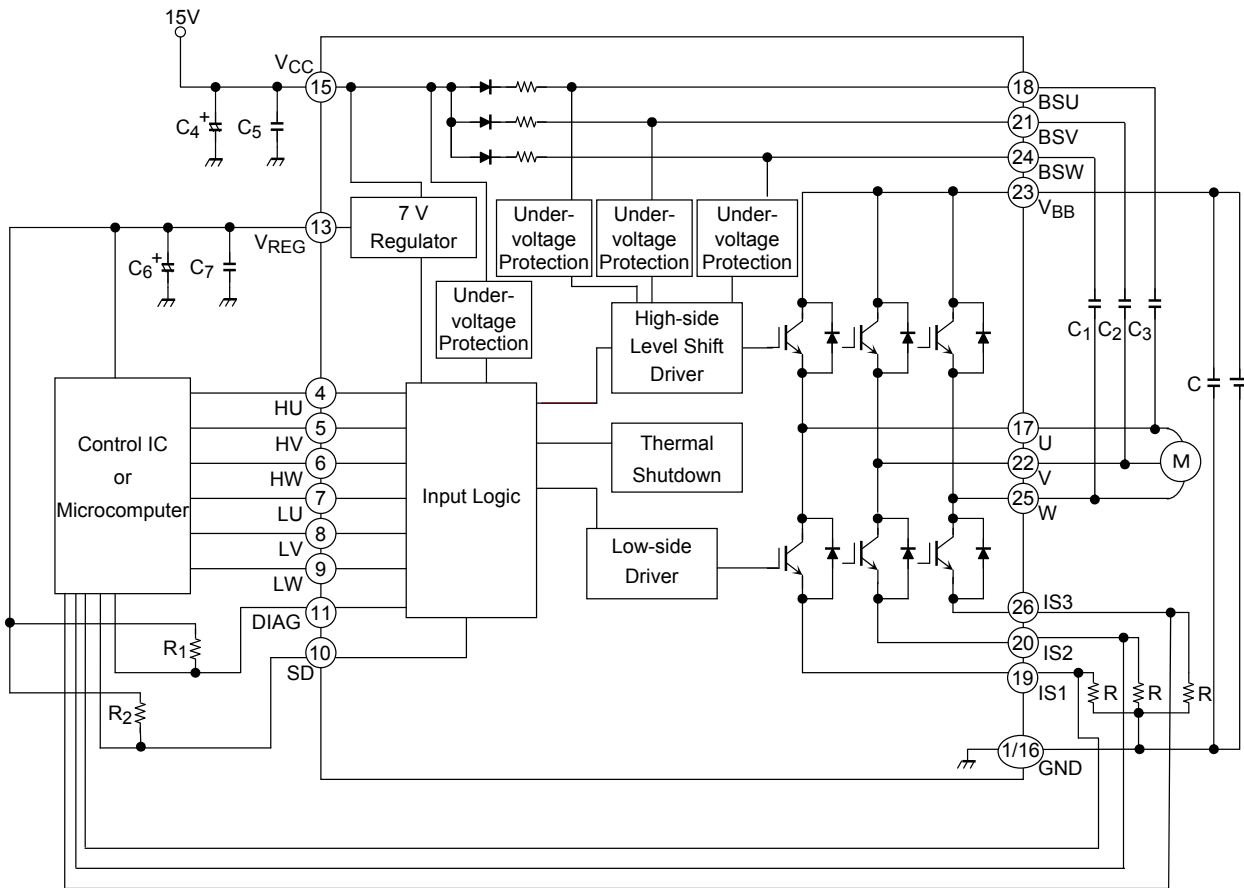 15V
VCC
15
18
BSU
C4
+
C5
21
BSV
24
BSW
23
VBB
13
VREG
7 V
Regulator
Under-
voltage
Protection
Under-
voltage
Protection
Under-
voltage
Protection
C6
+
C7
Under-
voltage
Protection
High-side
Level Shift
Driver
C1
C2
C3
C
Control IC
or
Microcomputer
4
HU
5
HV
6
HW
7
LU
8
LV
9
LW
11
DIAG
10
SD
Input Logic
Thermal
Shutdown
Low-side
Driver
17
U
22
V
25
W
M
26
IS3
20
IS2
19
IS1
R
R
R
R1
R2
1/16
GND